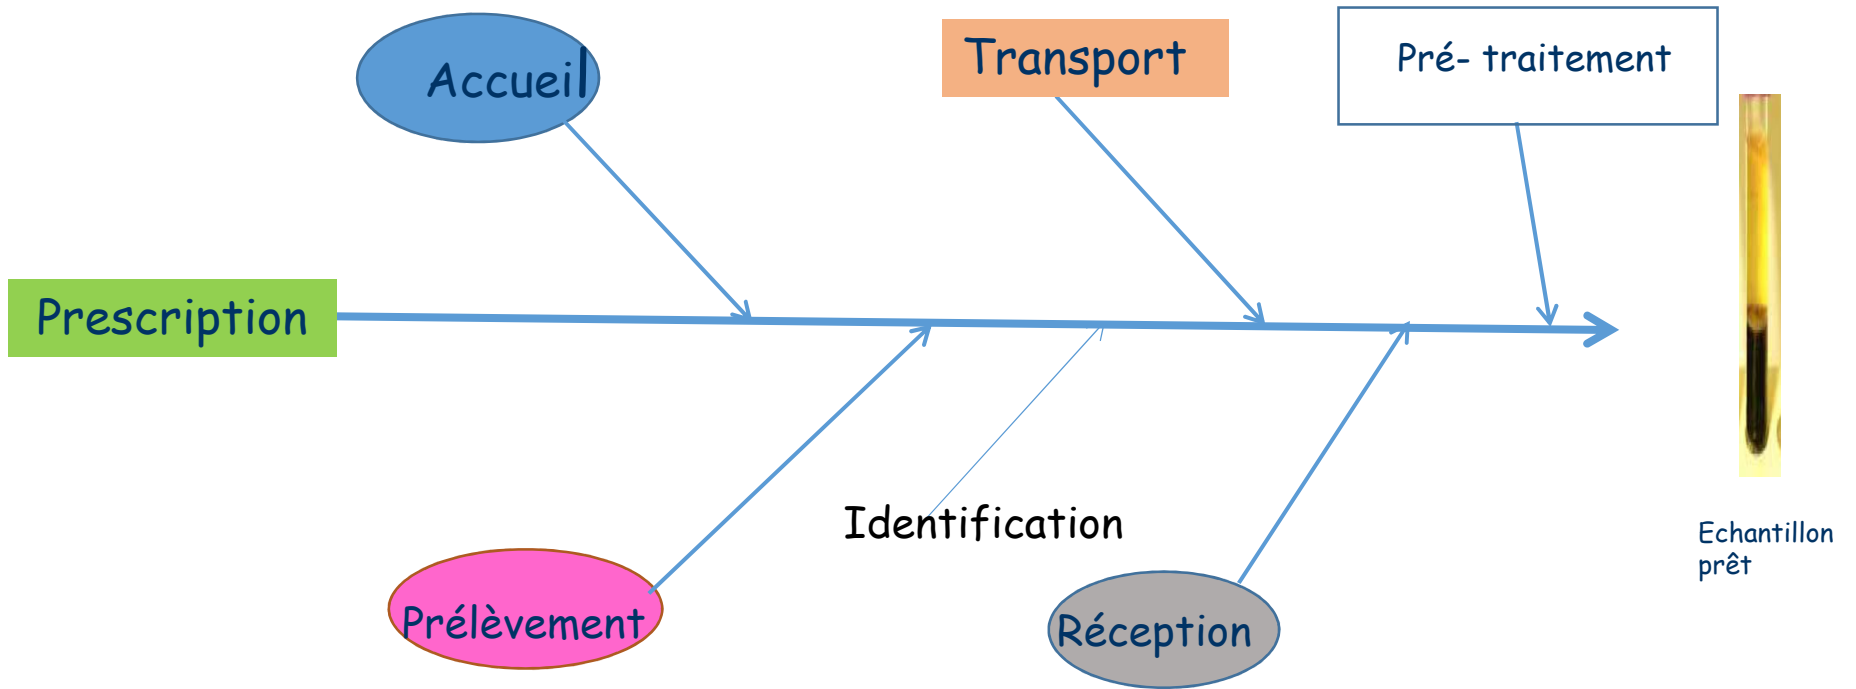 Accueil
Transport
Pré- traitement
Prescription
Identification
Prélèvement
Réception
Echantillon
prêt